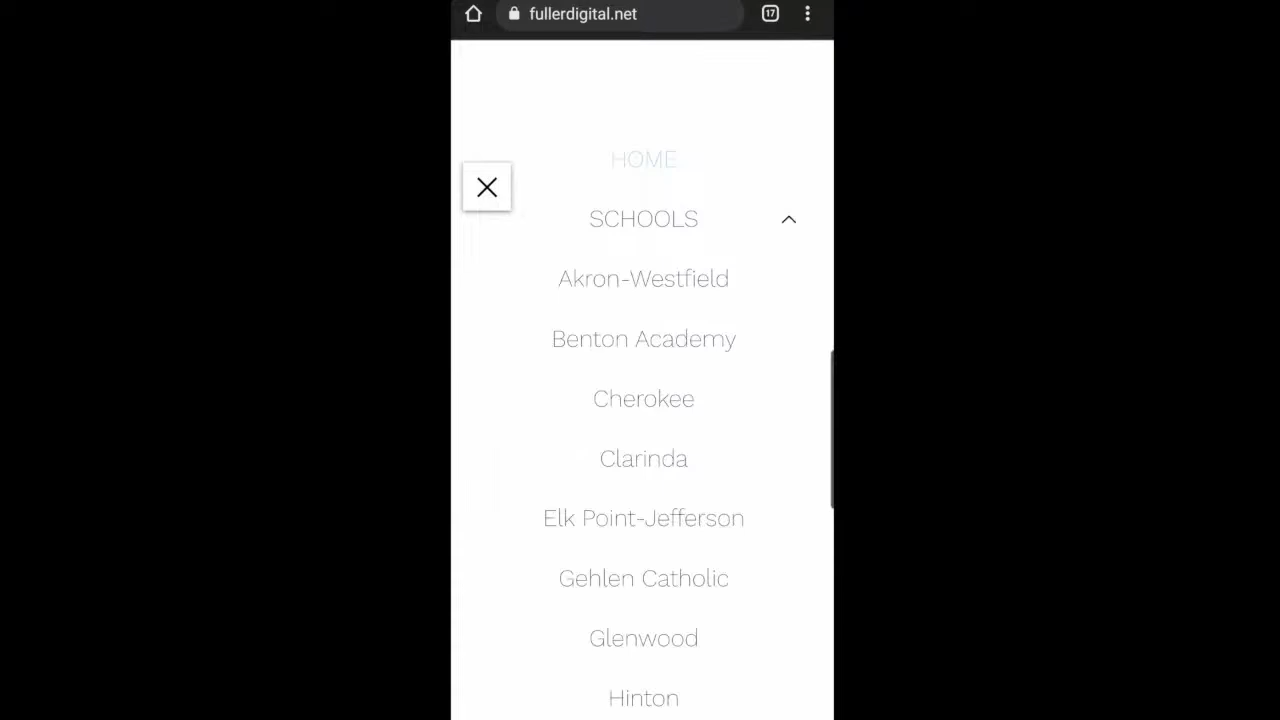 fullerdigital.net
17
HOME
SCHOOLS
Akron-Westfield
Benton Academy
Cherokee
Clarinda
Elk Point-Jefferson
Gehlen Catholic
Glenwood
Hinton